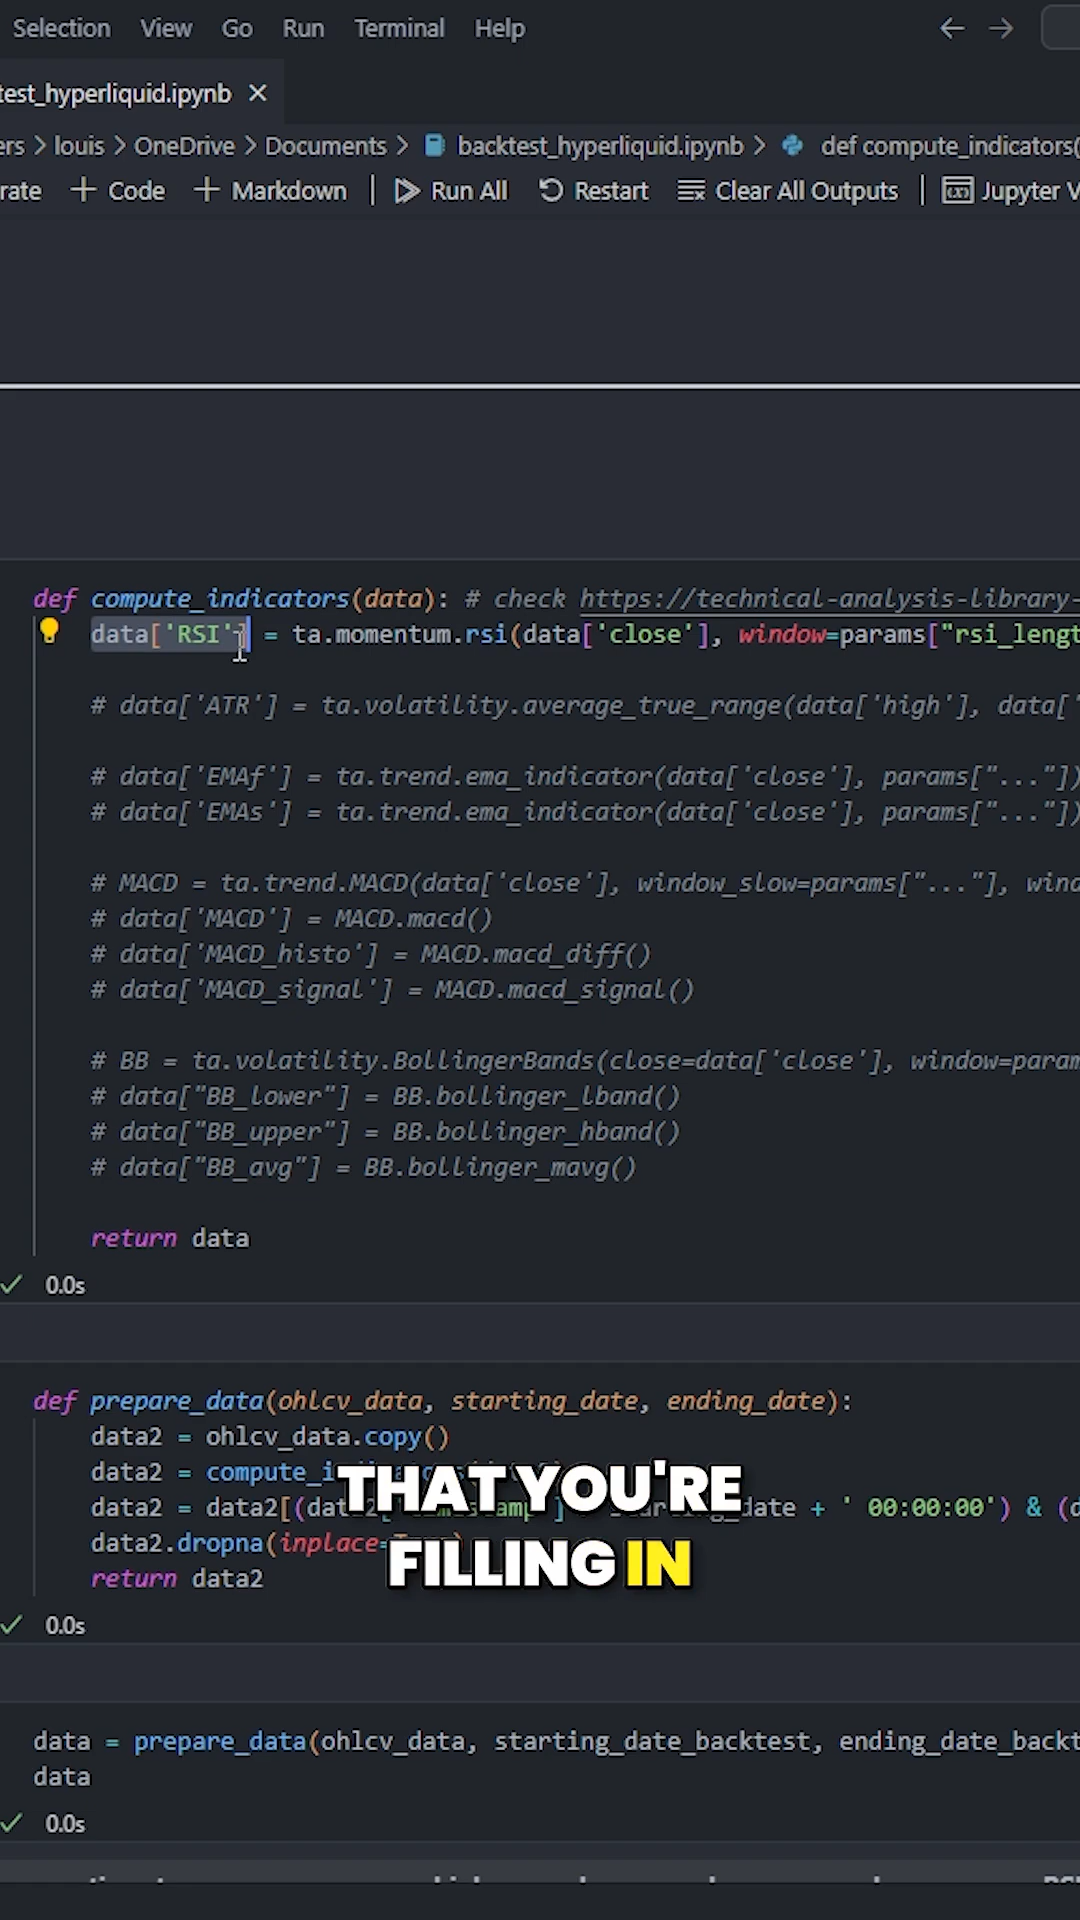 Selection View Go Run Terminal Help
test_hyperliquid.ipynb
ers > louis > OneDrive > Documents > backtest_hyperliquid.ipynb > def compute_indicators(
rate + Code + Markdown | Run All Restart Clear All Outputs | Jupyter V
def compute_indicators(data): # check https://technical-analysis-library-
data['RSI'] = ta.momentum.rsi(data['close'], window=params["rsi_lengt
# data['ATR'] = ta.volatility.average_true_range(data['high'], data['
# data['EMAf'] = ta.trend.ema_indicator(data['close'], params["..."])
# data['EMAs'] = ta.trend.ema_indicator(data['close'], params["..."])
# MACD = ta.trend.MACD(data['close'], window_slow=params["..."], wind
# data['MACD'] = MACD.macd()
# data['MACD_histo'] = MACD.macd_diff()
# data['MACD_signal'] = MACD.macd_signal()
# BB = ta.volatility.BollingerBands(close=data['close'], window=param
# data["BB_lower"] = BB.bollinger_lband()
# data["BB_upper"] = BB.bollinger_hband()
# data["BB_avg"] = BB.bollinger_mavg()
return data
0.0s
def prepare_data(ohlcv_data, starting_date, ending_date):
data2 = ohlcv_data.copy()
data2 = compute_i
data2 = data2[( _date + ' 00:00:00') & (d
data2.dropna(inplace=
return data2
THAT YOU'RE
FILLING IN
0.0s
data = prepare_data(ohlcv_data, starting_date_backtest, ending_date_backt
data
0.0s